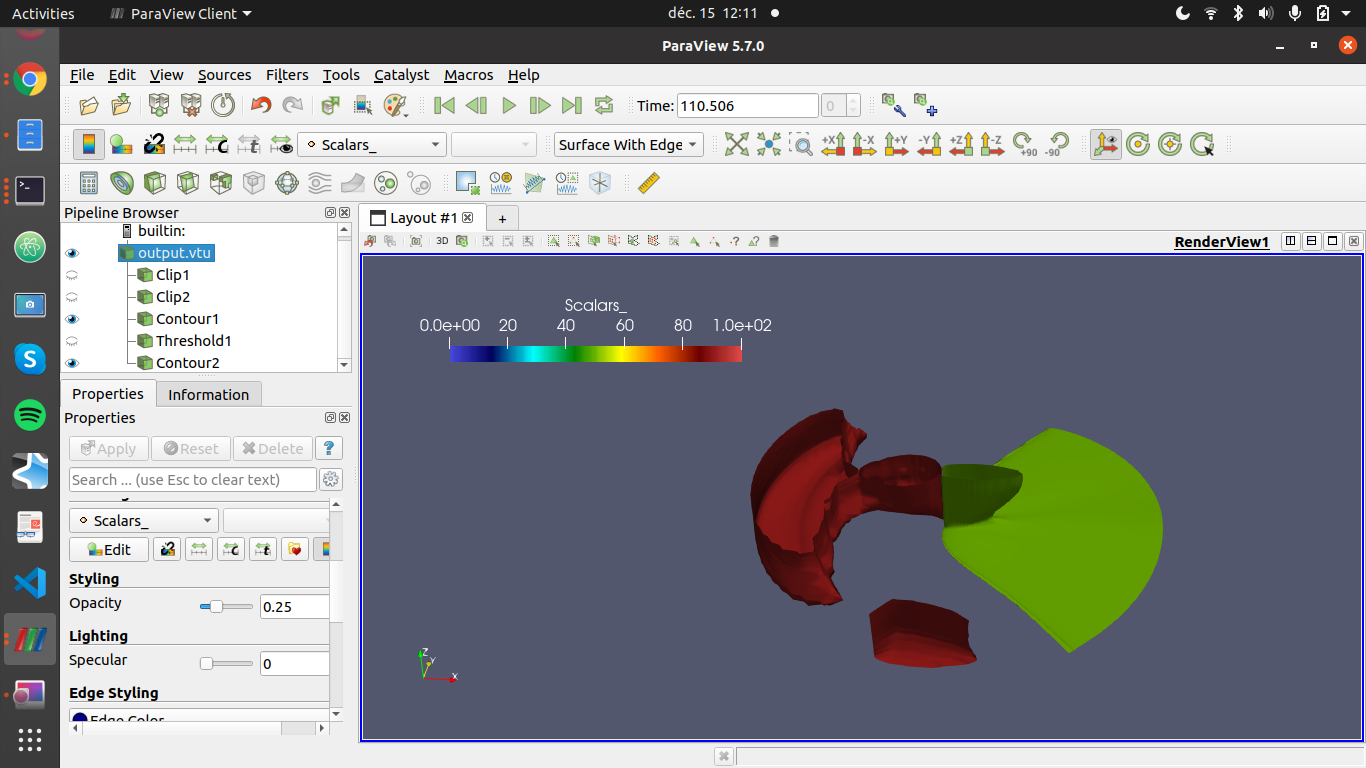 Activities ParaView Client déc. 15 12:11
ParaView 5.7.0
File Edit View Sources Filters Tools Catalyst Macros Help
Time: 110.506 0
Scalars_ Surface With Edge +X -X +Y -Y +Z -Z +90 -90
Pipeline Browser
builtin:
output.vtu
Clip1
Clip2
Contour1
Threshold1
Contour2
Properties Information
Properties
Apply Reset Delete ?
Search ... (use Esc to clear text)
Scalars_
Edit
Styling
Opacity 0.25
Lighting
Specular 0
Edge Styling
Edge Color
Layout #1 +
3D RenderView1
Scalars_
0.0e+00 20 40 60 80 1.0e+02
Z
Y
X